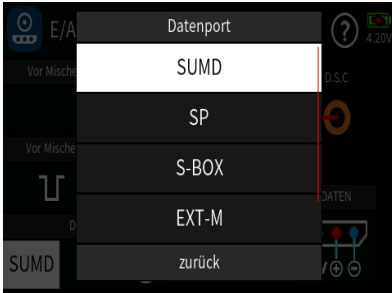 E/A
Datenport
?
4.20V
Vor Mische
SUMD
D.S.C
SP
Vor Mische
S-BOX
DATEN
EXT-M
D
SUMD
zurück